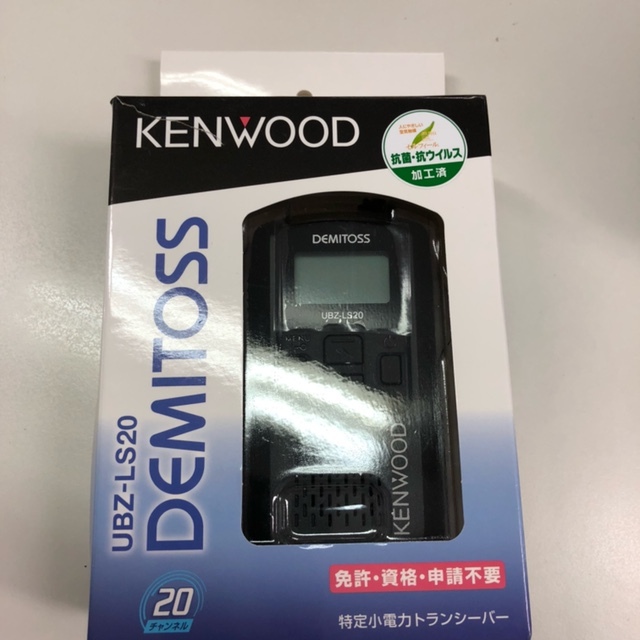 KENWOOD
抗菌・抗ウイルス
加工済
DEMITOSS
UBZ-LS20
KENWOOD
UBZ-LS20
DEMITOSS
20
チャンネル
免許・資格・申請不要
特定小電力トランシーバー